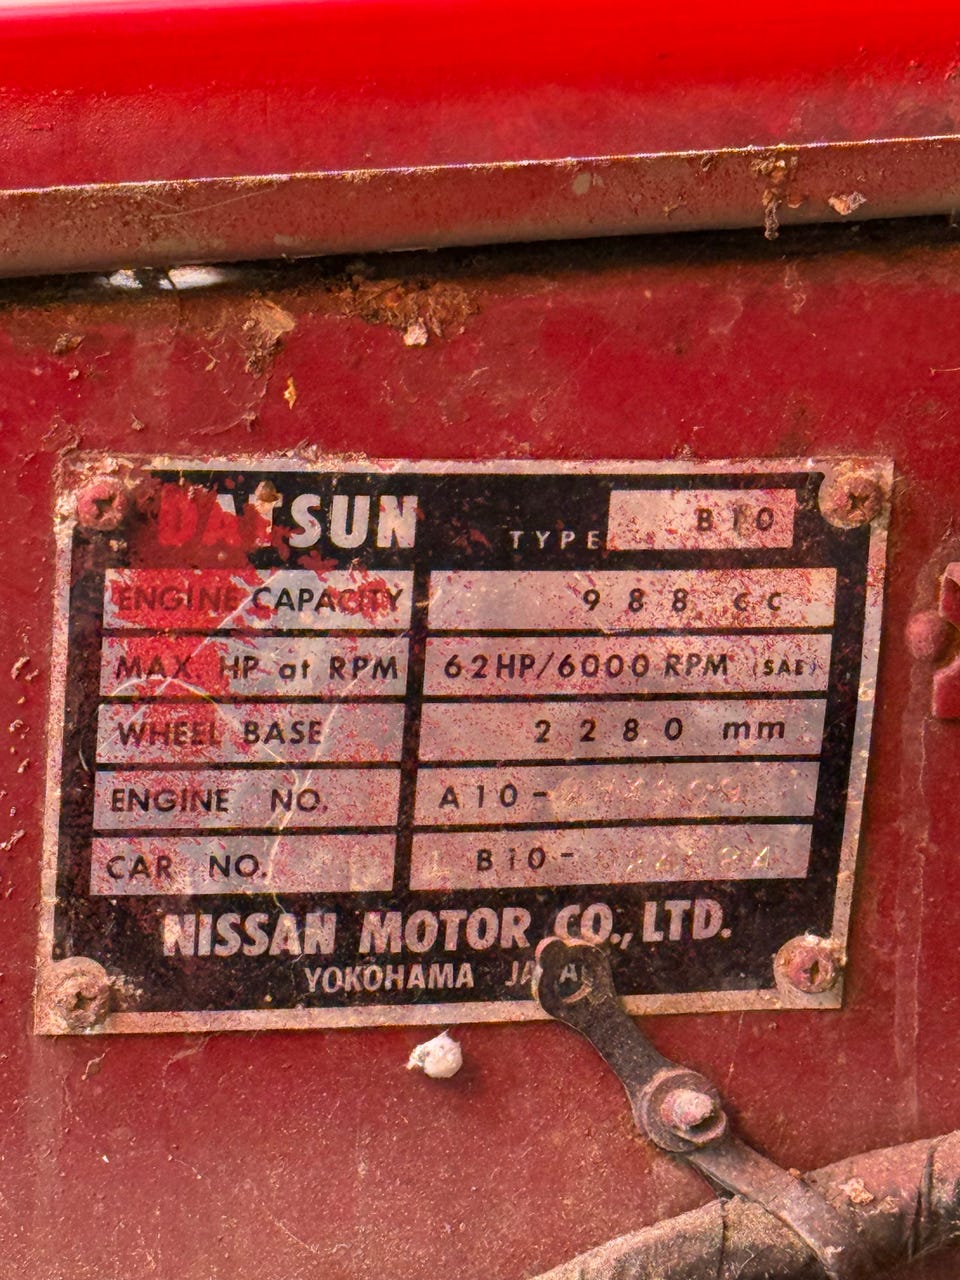 DATSUN TYPE B10
ENGINE CAPACITY 988 cc
MAX HP at RPM 62HP/6000 RPM (SAE)
WHEEL BASE 2280 mm
ENGINE NO. A10-
CAR NO. B10-
NISSAN MOTOR CO., LTD.
YOKOHAMA JAPAN